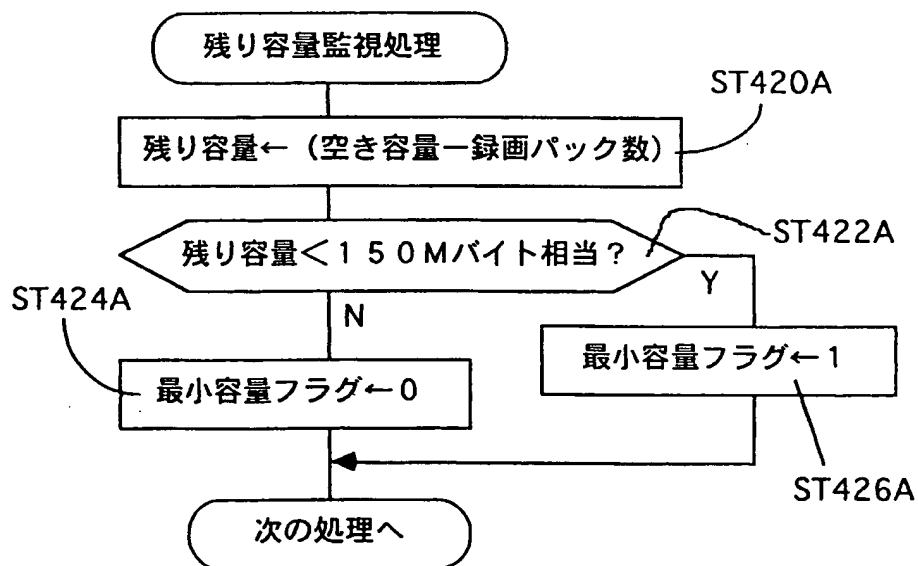 残り容量監視処理
ST420A
残り容量←（空き容量－録画パック数）
残り容量＜１５０Mバイト相当？
ST422A
Y
ST424A
N
最小容量フラグ←１
最小容量フラグ←０
ST426A
次の処理へ